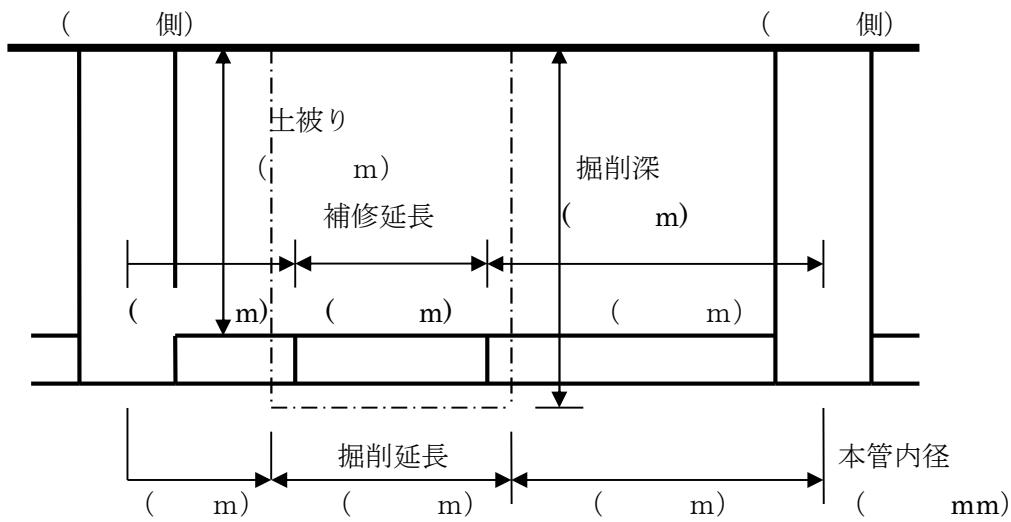 （　　　側）　（　　　側）
土被り
（　　　m）　掘削深
補修延長　(　　　m)
(　　　m)　(　　　m)　（　　　m）
掘削延長　本管内径
（　　　m）　（　　　m）　（　　　m）　（　　　mm）